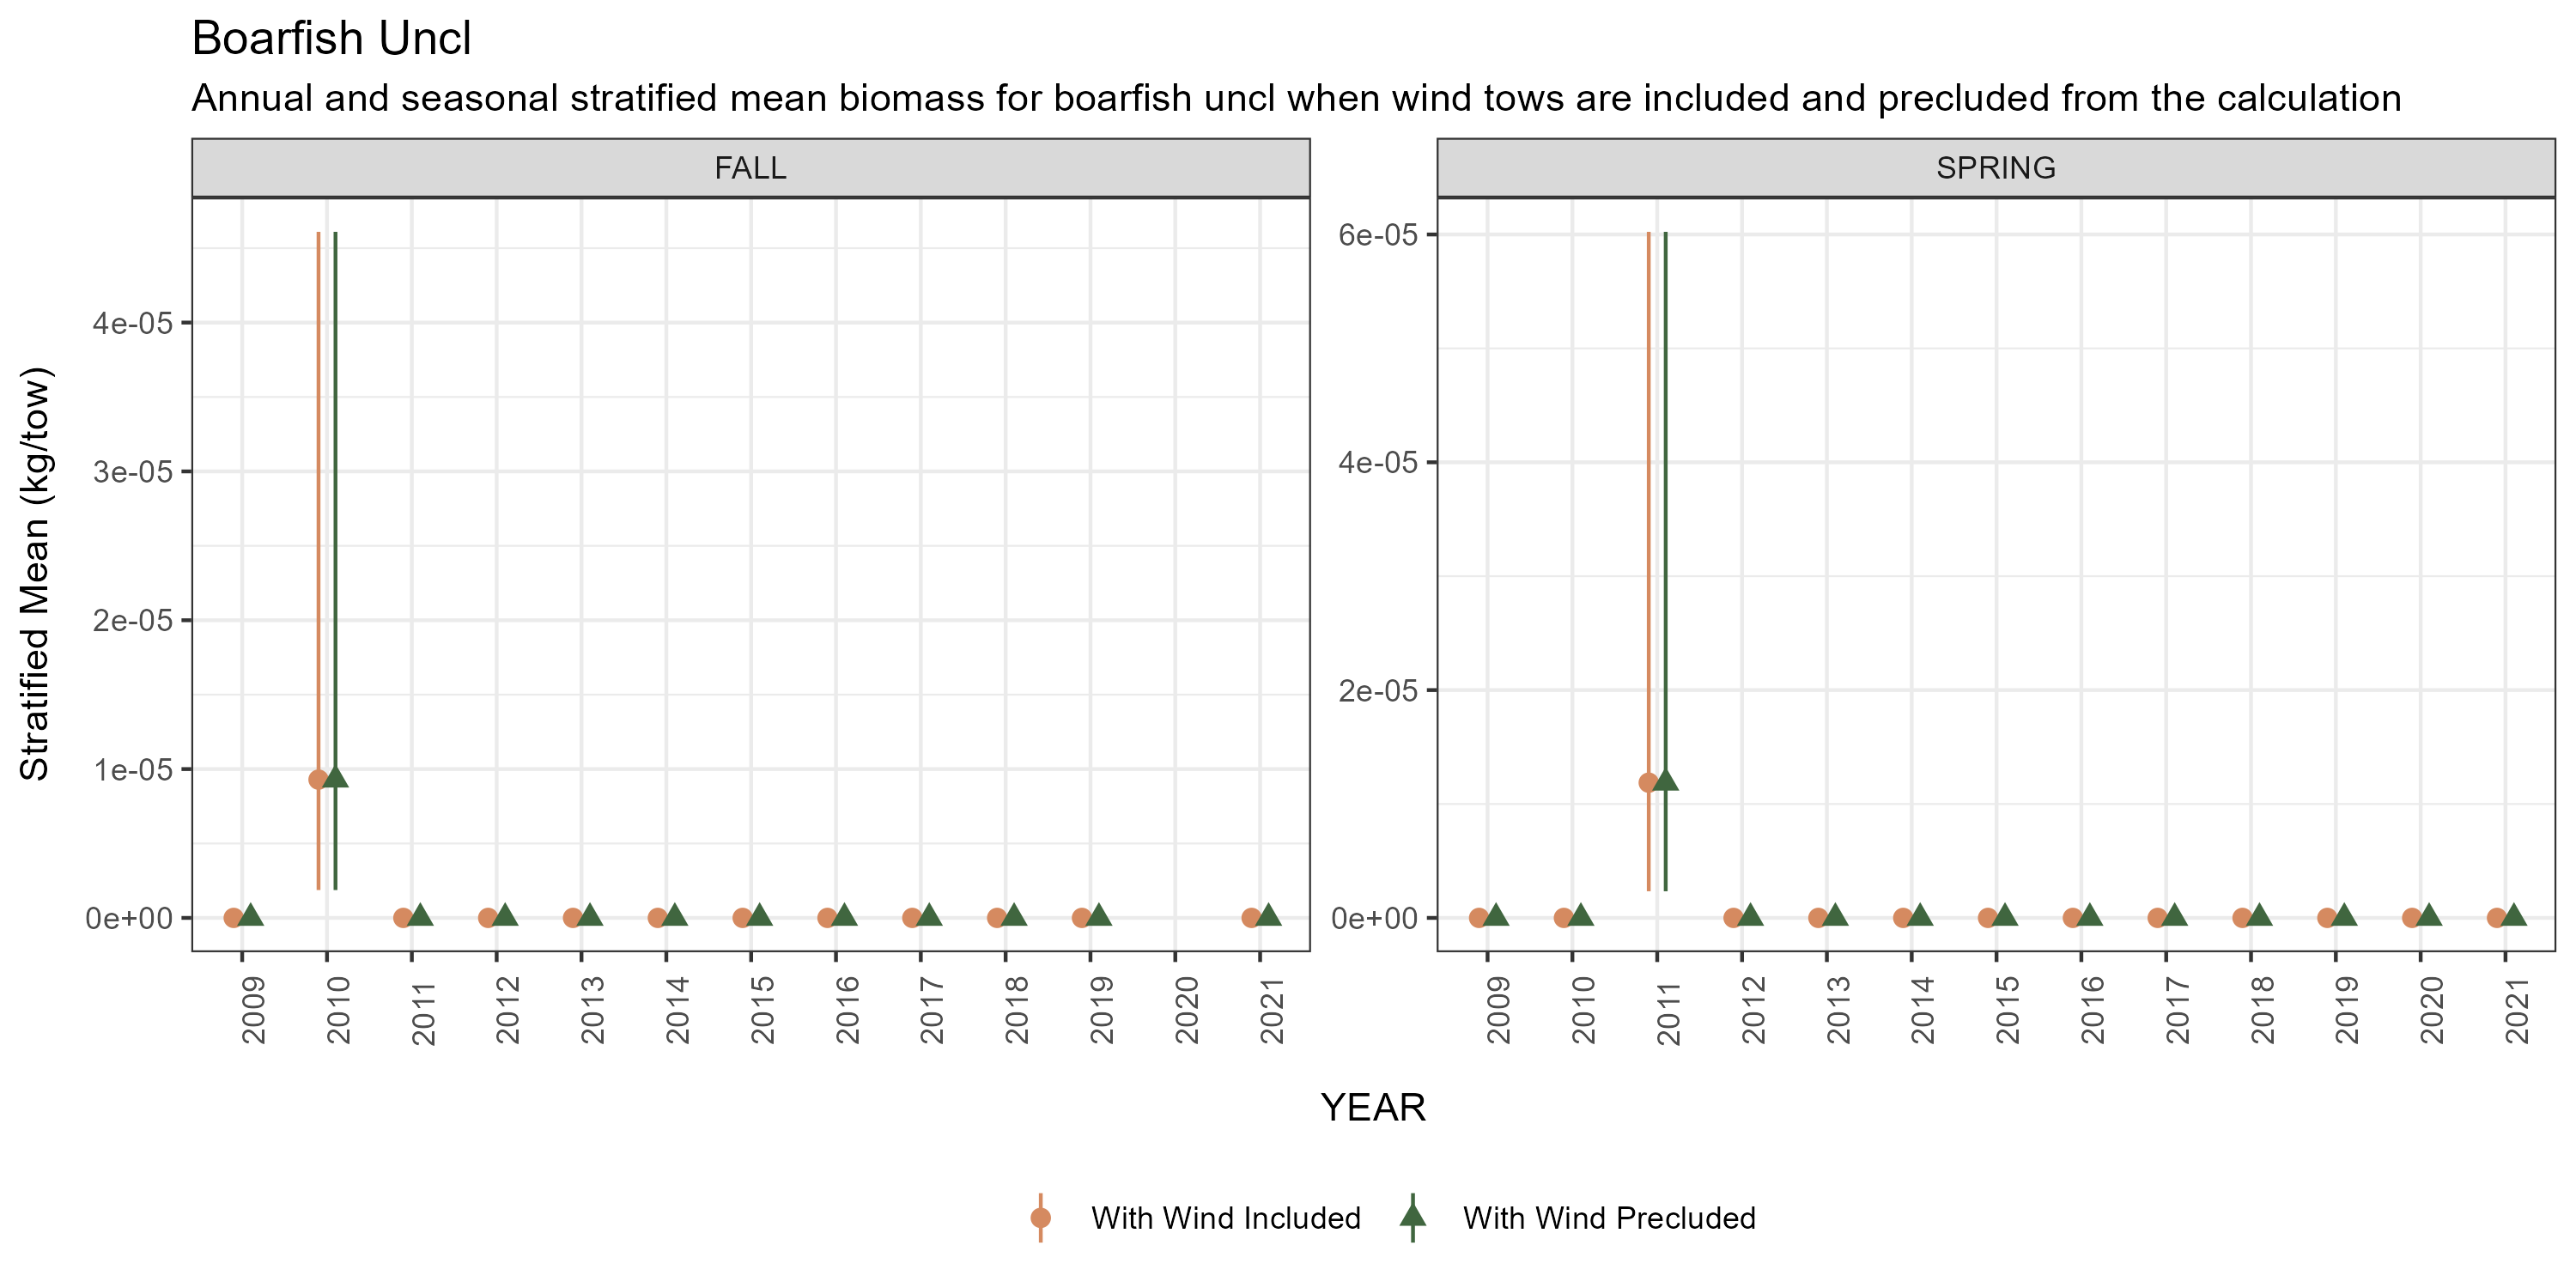 Boarfish Uncl
Annual and seasonal stratified mean biomass for boarfish uncl when wind tows are included and precluded from the calculation
FALL
SPRING
Stratified Mean (kg/tow)
4e-05
3e-05
2e-05
1e-05
0e+00
6e-05
4e-05
2e-05
0e+00
2009 2010 2011 2012 2013 2014 2015 2016 2017 2018 2019 2020 2021
2009 2010 2011 2012 2013 2014 2015 2016 2017 2018 2019 2020 2021
YEAR
With Wind Included With Wind Precluded